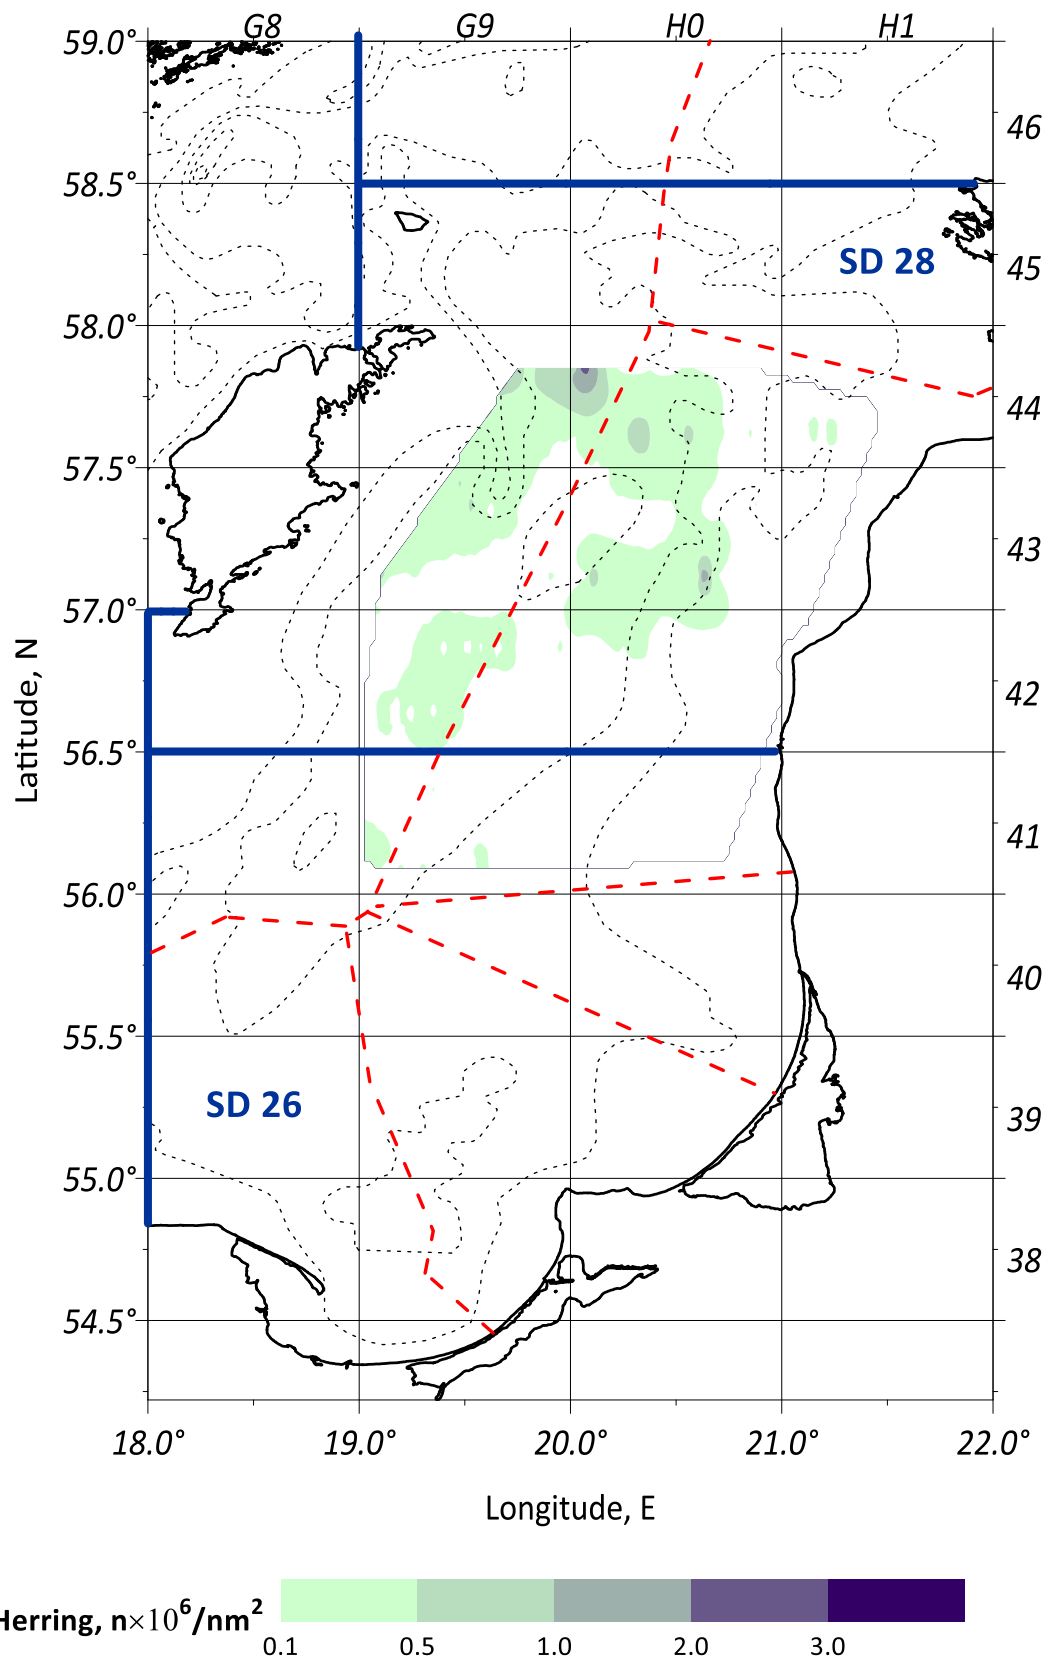 G8 G9 H0 H1
59.0°
46
58.5°
SD 28
45
58.0°
44
57.5°
43
57.0°
Latitude, N
42
56.5°
41
56.0°
40
55.5°
SD 26
39
55.0°
38
54.5°
18.0° 19.0° 20.0° 21.0° 22.0°
Longitude, E
Herring, n×10⁶/nm²
0.1 0.5 1.0 2.0 3.0